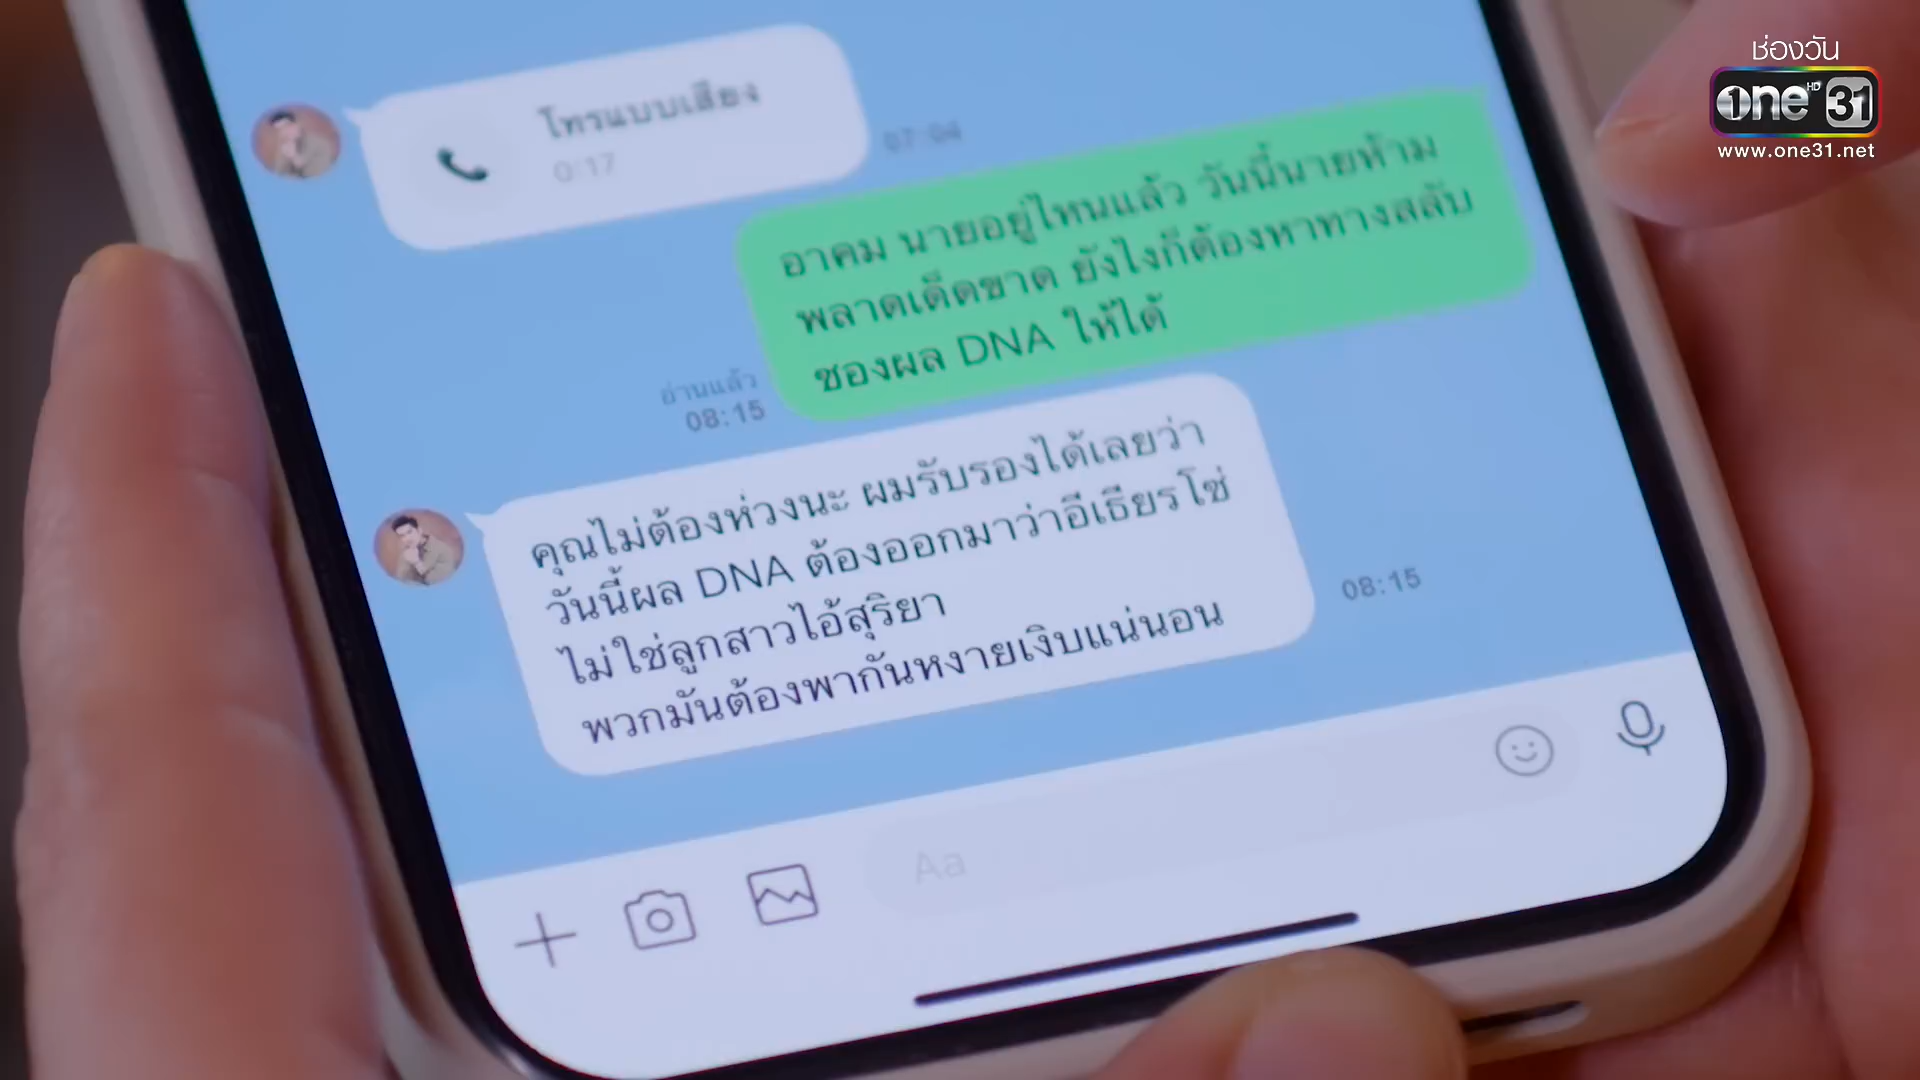 ช่องวัน
one HD 31
www.one31.net
โทรแบบเสียง
0:17
07:04
อาคม นายอยู่ไหนแล้ว วันนี้นายห้าม
พลาดเด็ดขาด ยังไงก็ต้องหาทางสลับ
ซองผล DNA ให้ได้
อ่านแล้ว
08:15
คุณไม่ต้องห่วงนะ ผมรับรองได้เลยว่า
วันนี้ผล DNA ต้องออกมาว่าอีเธียรโซ่
ไม่ใช่ลูกสาวไอ้สุริยา
พวกมันต้องพากันหงายเงิบแน่นอน
08:15
Aa